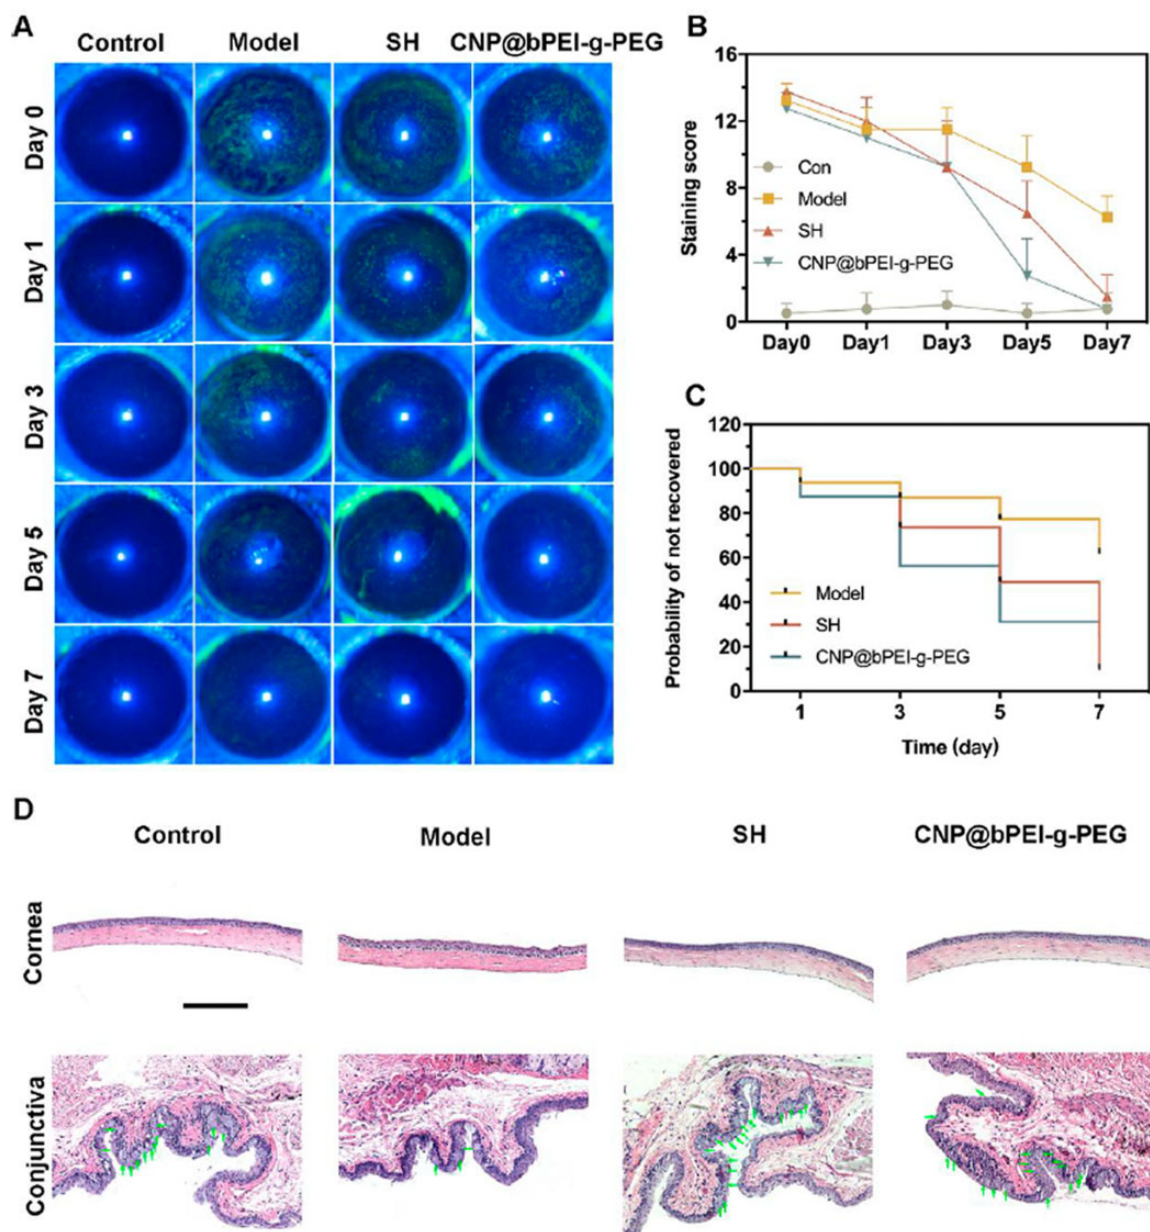 A
Control Model SH CNP@bPEI-g-PEG
Day 0
Day 1
Day 3
Day 5
Day 7
B
Staining score
16
12
8
4
0
Con
Model
SH
CNP@bPEI-g-PEG
Day0 Day1 Day3 Day5 Day7
C
Probability of not recovered
120
100
80
60
40
20
0
Model
SH
CNP@bPEI-g-PEG
1 3 5 7
Time (day)
D
Control Model SH CNP@bPEI-g-PEG
Cornea
Conjunctiva